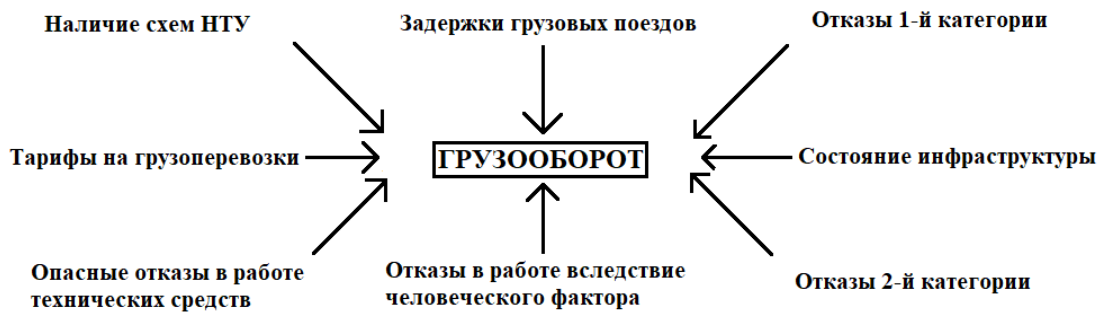 Наличие схем НТУ
Задержки грузовых поездов
Отказы 1-й категории
Тарифы на грузоперевозки
ГРУЗООБОРОТ
Состояние инфраструктуры
Опасные отказы в работе
технических средств
Отказы в работе вследствие
человеческого фактора
Отказы 2-й категории